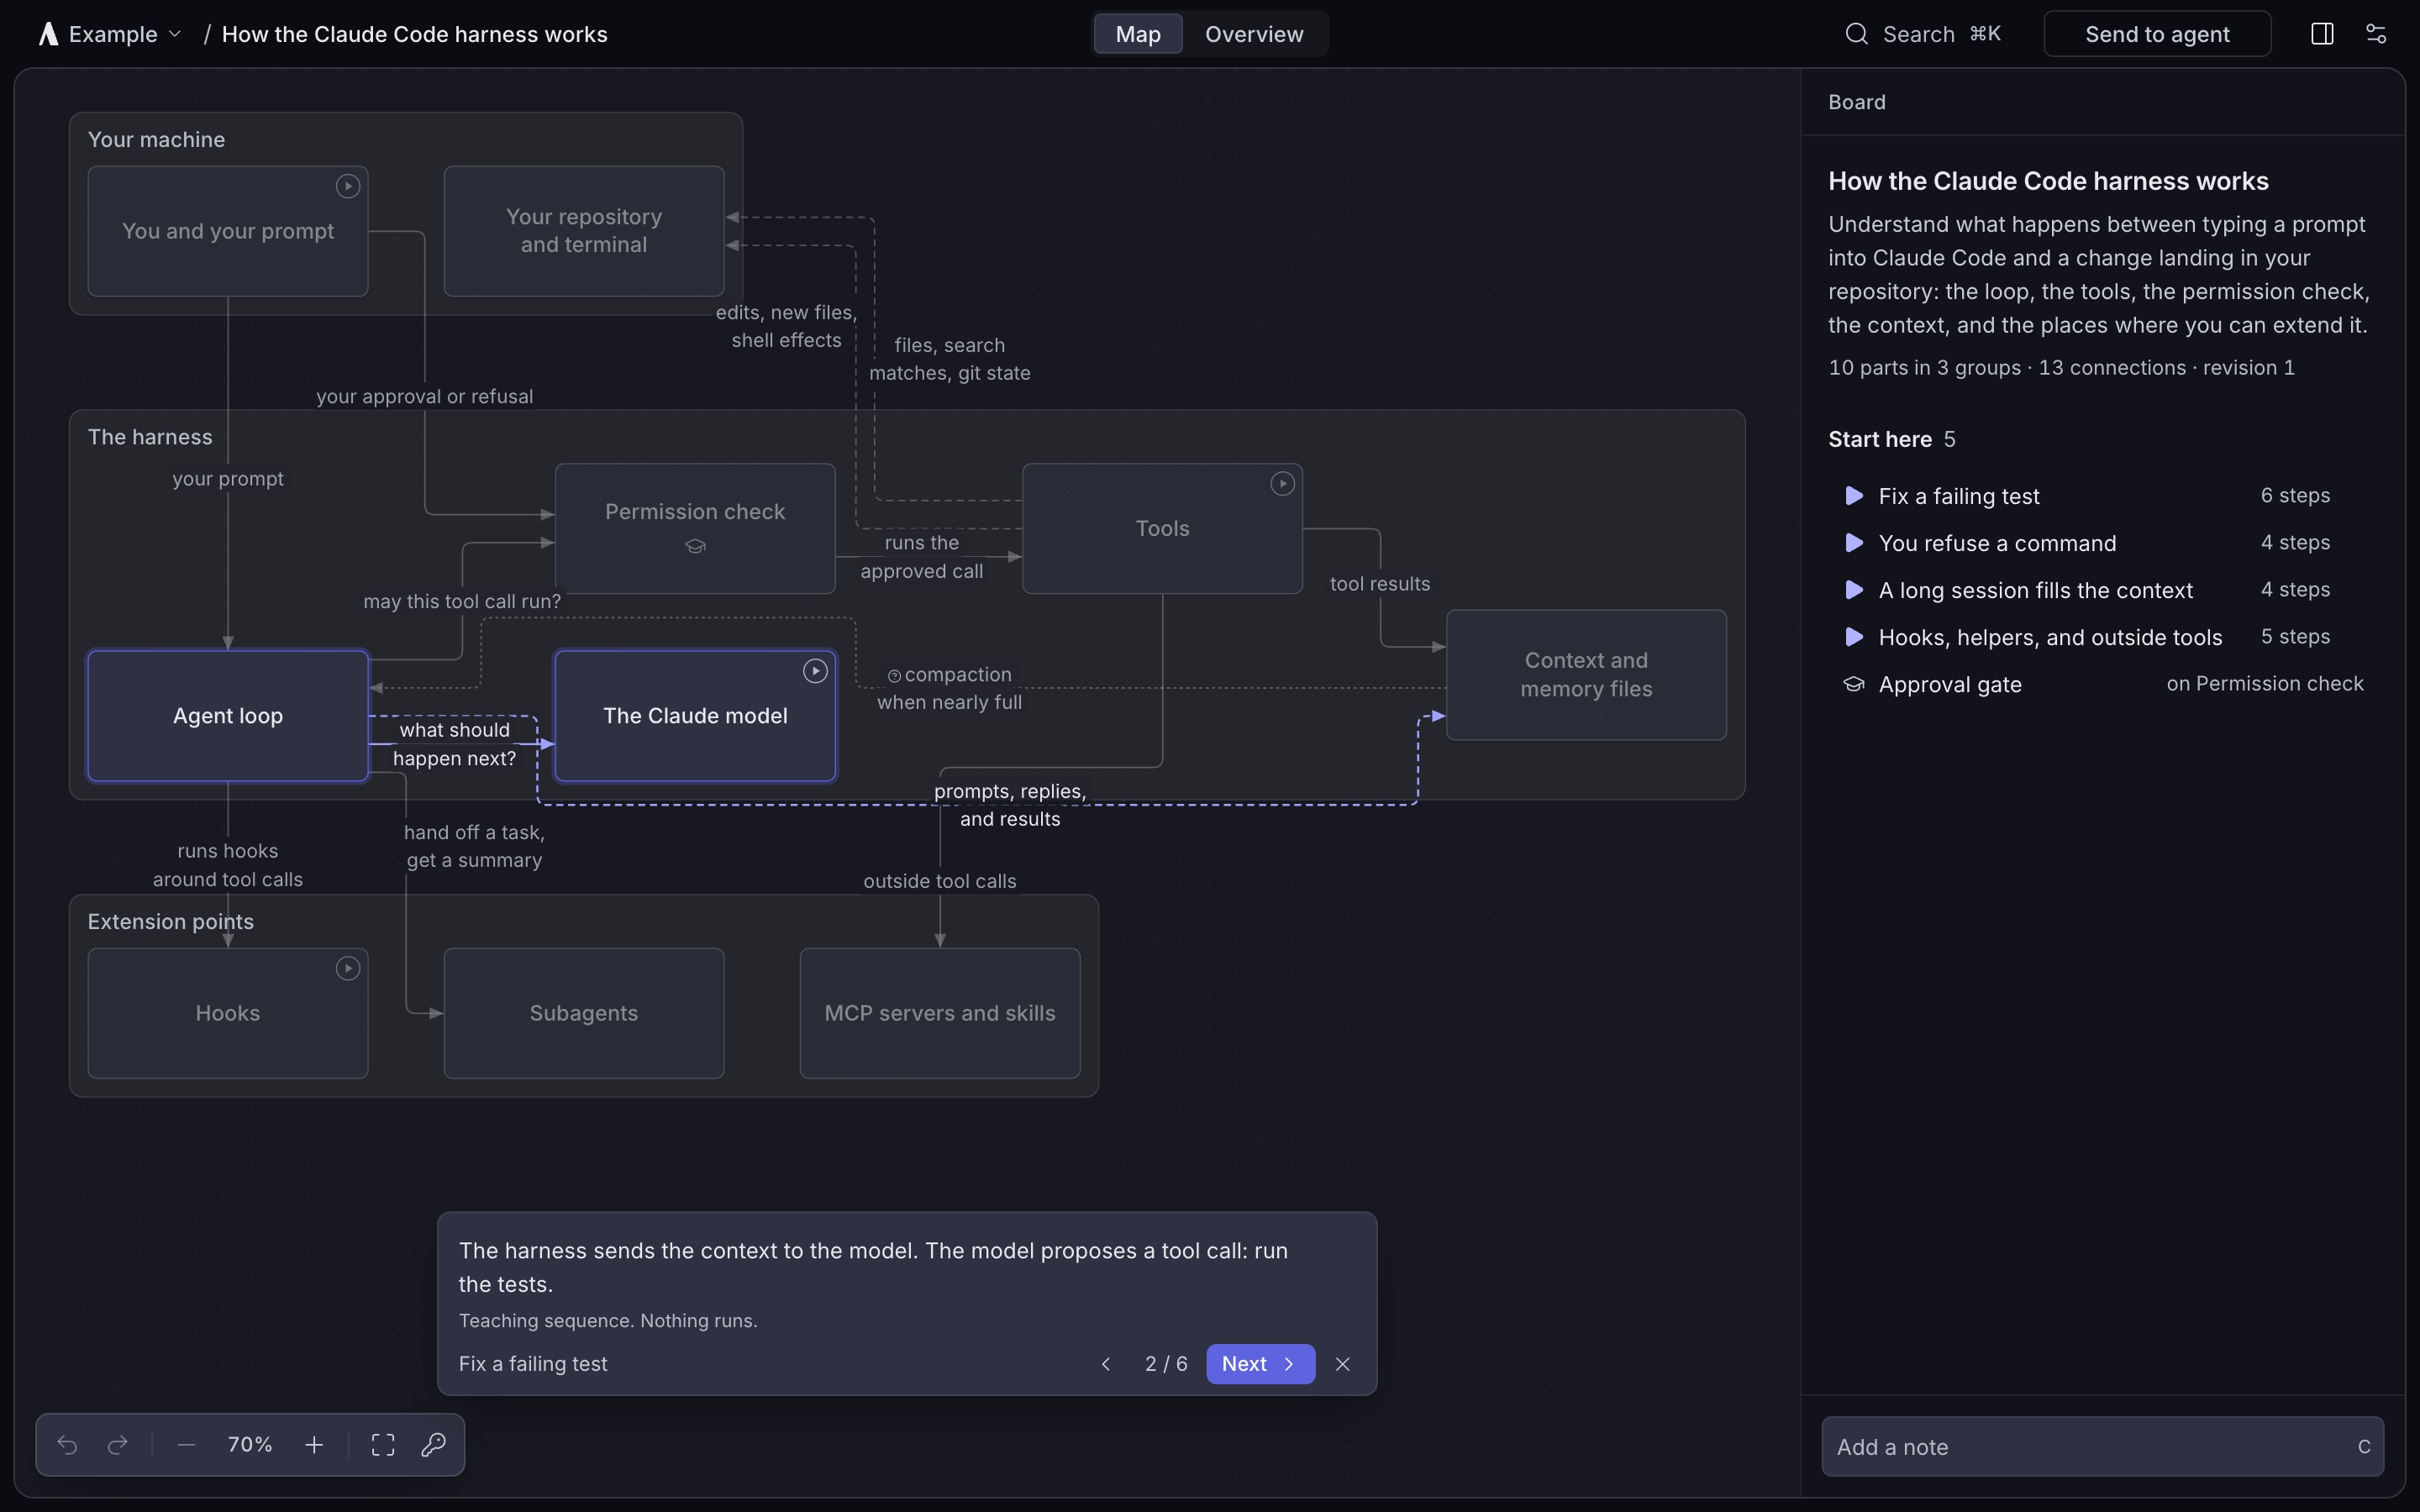 Example / How the Claude Code harness works
Map
Overview
Search ⌘K
Send to agent
Your machine
You and your prompt
Your repository
and terminal
edits, new files,
shell effects
files, search
matches, git state
your approval or refusal
The harness
your prompt
Permission check
runs the
approved call
Tools
tool results
may this tool call run?
Context and
memory files
compaction
when nearly full
Agent loop
what should
happen next?
The Claude model
prompts, replies,
and results
hand off a task,
get a summary
runs hooks
around tool calls
outside tool calls
Extension points
Hooks
Subagents
MCP servers and skills
The harness sends the context to the model. The model proposes a tool call: run
the tests.
Teaching sequence. Nothing runs.
Fix a failing test
2 / 6
Next
70%
Board
How the Claude Code harness works
Understand what happens between typing a prompt
into Claude Code and a change landing in your
repository: the loop, the tools, the permission check,
the context, and the places where you can extend it.
10 parts in 3 groups · 13 connections · revision 1
Start here 5
Fix a failing test 6 steps
You refuse a command 4 steps
A long session fills the context 4 steps
Hooks, helpers, and outside tools 5 steps
Approval gate on Permission check
Add a note C